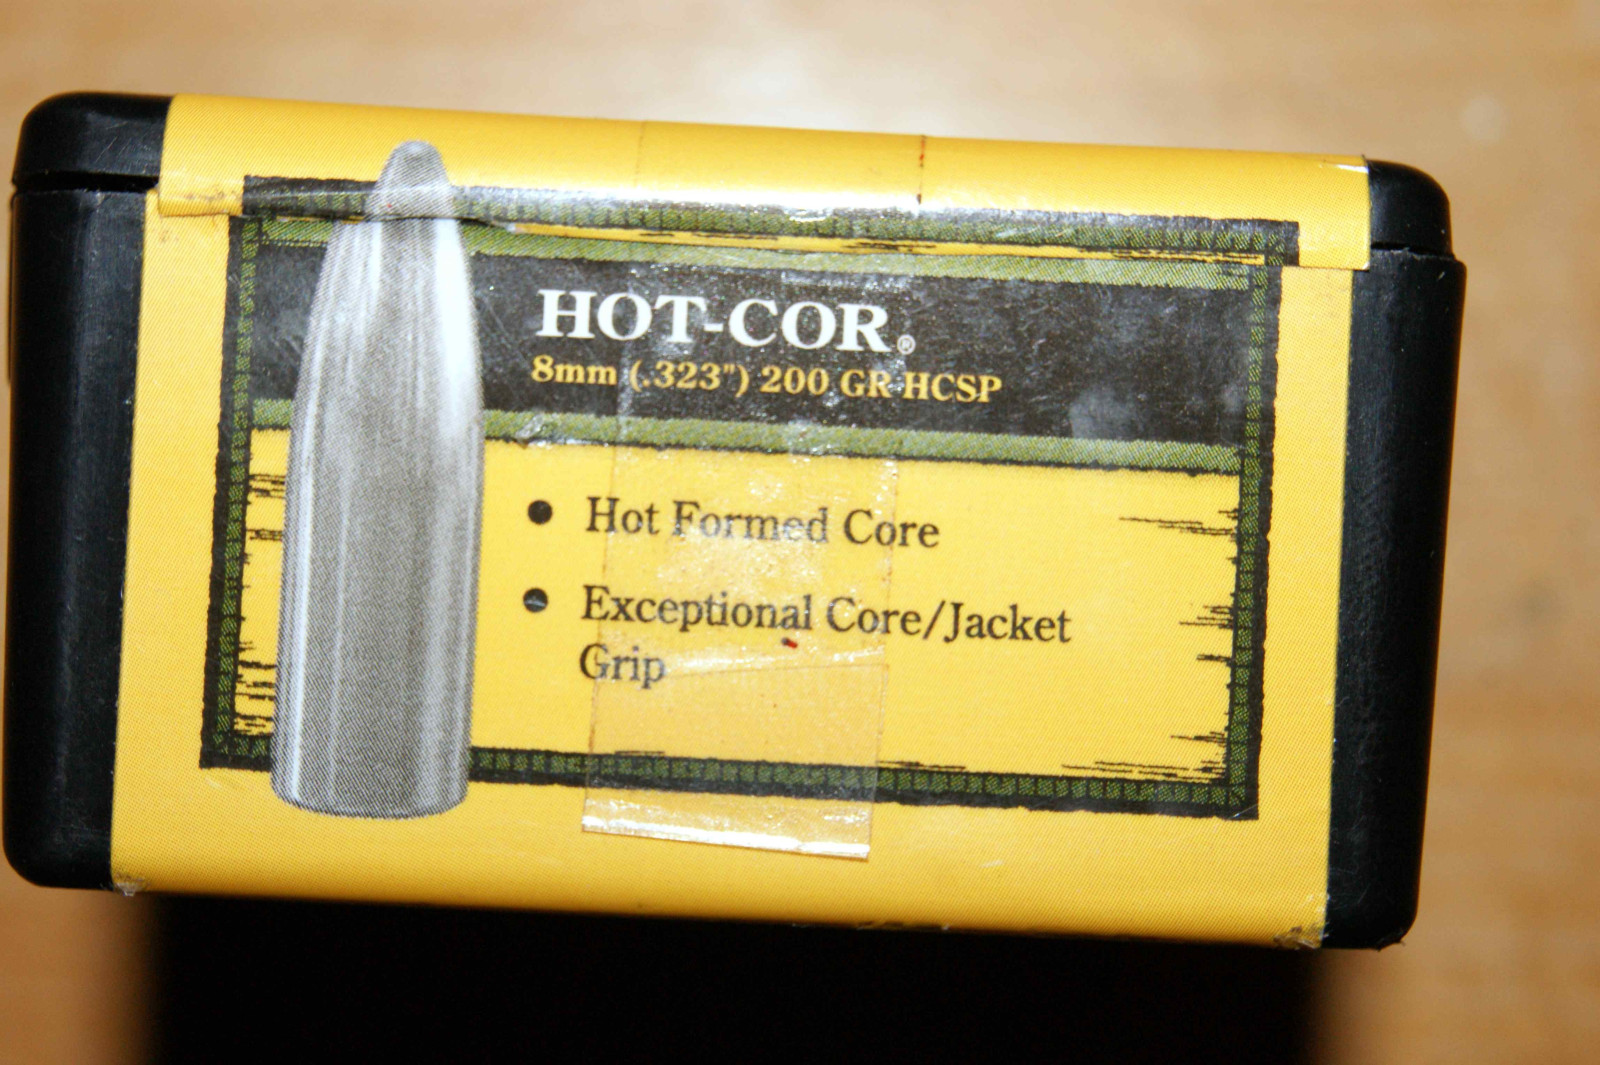 HOT-COR®
8mm (.323") 200 GR HCSP
● Hot Formed Core
● Exceptional Core/Jacket
Grip